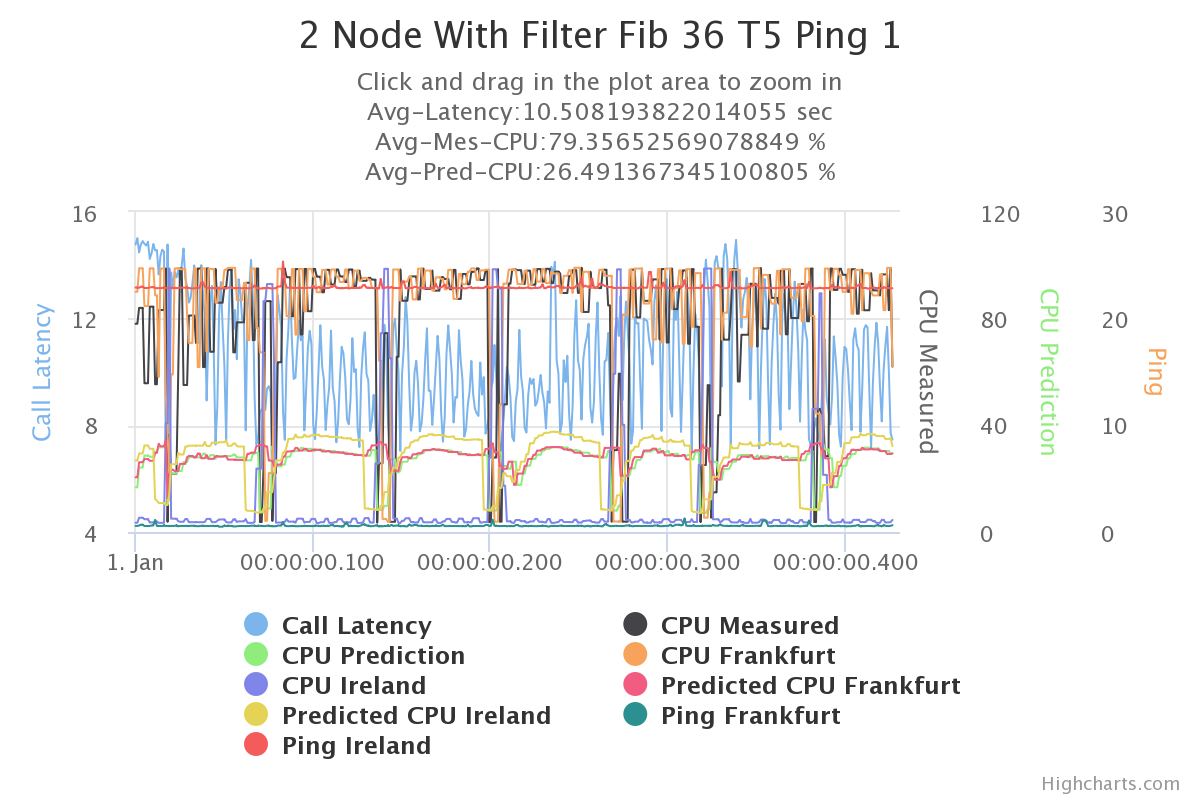 2 Node With Filter Fib 36 T5 Ping 1
Click and drag in the plot area to zoom in
Avg-Latency:10.508193822014055 sec
Avg-Mes-CPU:79.35652569078849 %
Avg-Pred-CPU:26.491367345100805 %
16 120 30
12 80 20
8 40 10
4 0 0
Call Latency
CPU Measured
CPU Prediction
Ping
1. Jan 00:00:00.100 00:00:00.200 00:00:00.300 00:00:00.400
Call Latency CPU Measured
CPU Prediction CPU Frankfurt
CPU Ireland Predicted CPU Frankfurt
Predicted CPU Ireland Ping Frankfurt
Ping Ireland
Highcharts.com